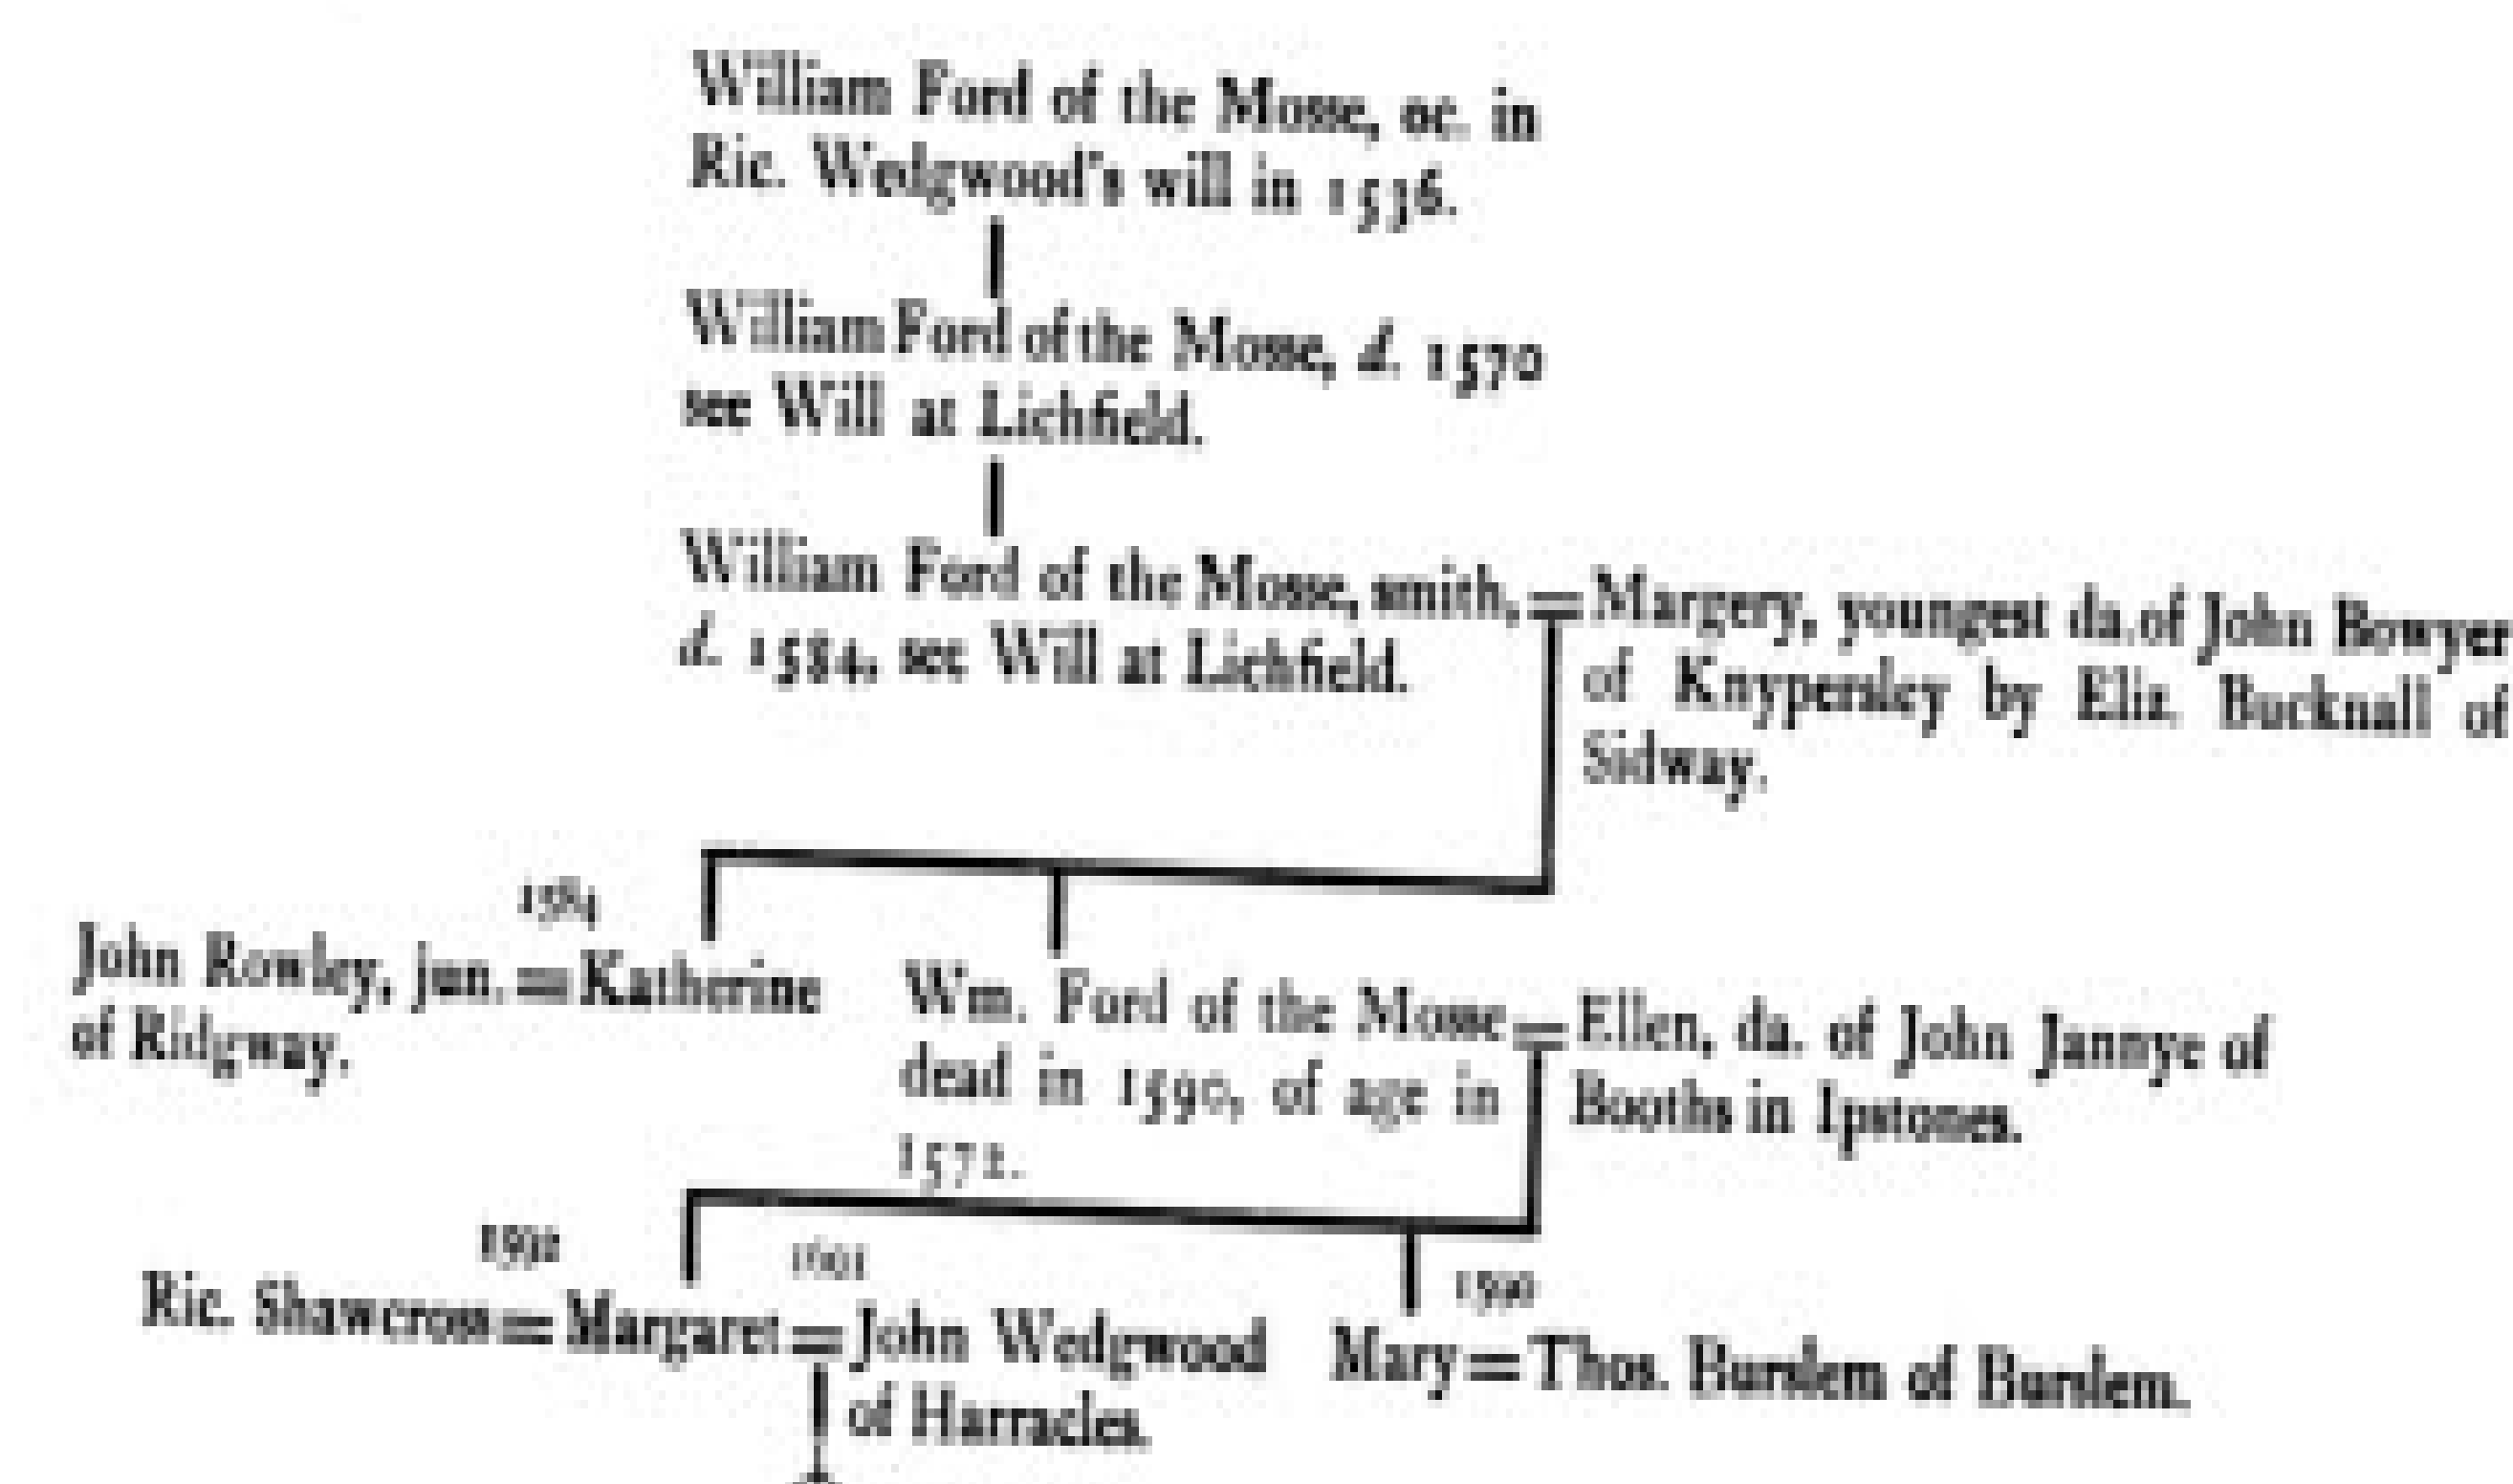 William Ford of the Mosse, oc. in
Ric. Wedgwood's will in 1536.
William Ford of the Mosse, d. 1570
see Will at Lichfield.
William Ford of the Mosse, smith, = Margery, youngest da. of John Bowyer
d. 1584, see Will at Lichfield.
of Knypersley by Eliz. Bucknall of
Sidway.
1584
John Rowley, jun. = Katherine
of Ridgway.
Wm. Ford of the Mosse = Ellen, da. of John Jannye of
dead in 1590, of age in
Booths in Ipstones.
1572.
Ric. Shawcross = Margaret = John Wedgwood
of Harracles.
1590
Mary = Thos. Burslem of Burslem.